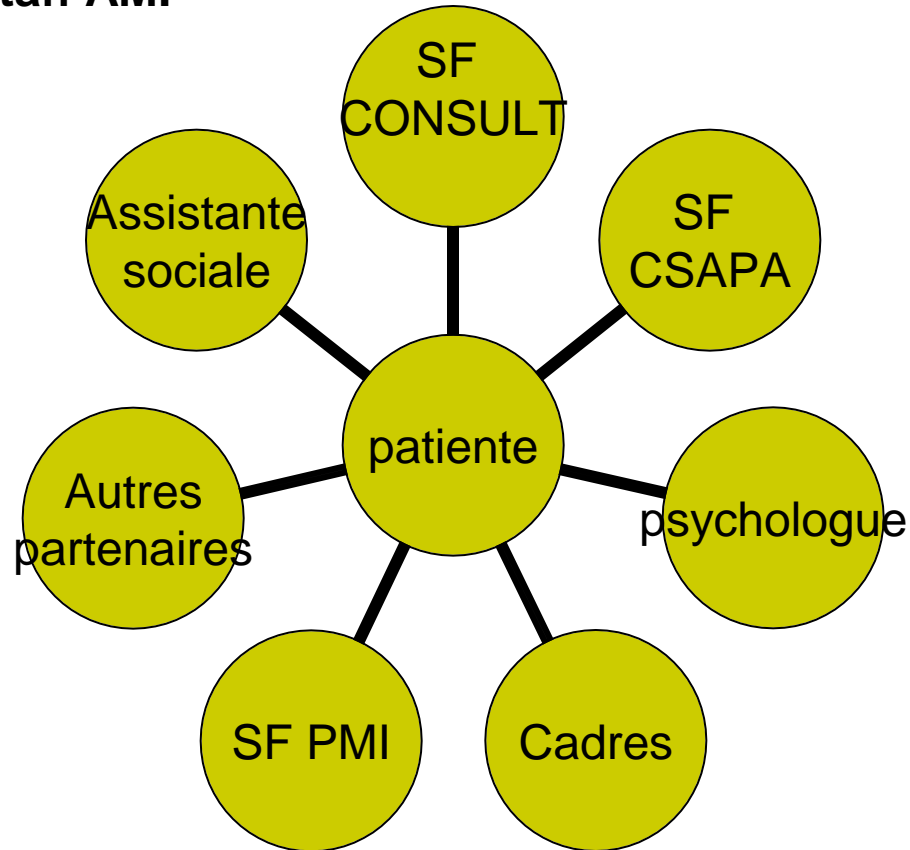 SF
CONSULT
Assistante
sociale
SF
CSAPA
patiente
Autres
partenaires
psychologue
SF PMI
Cadres